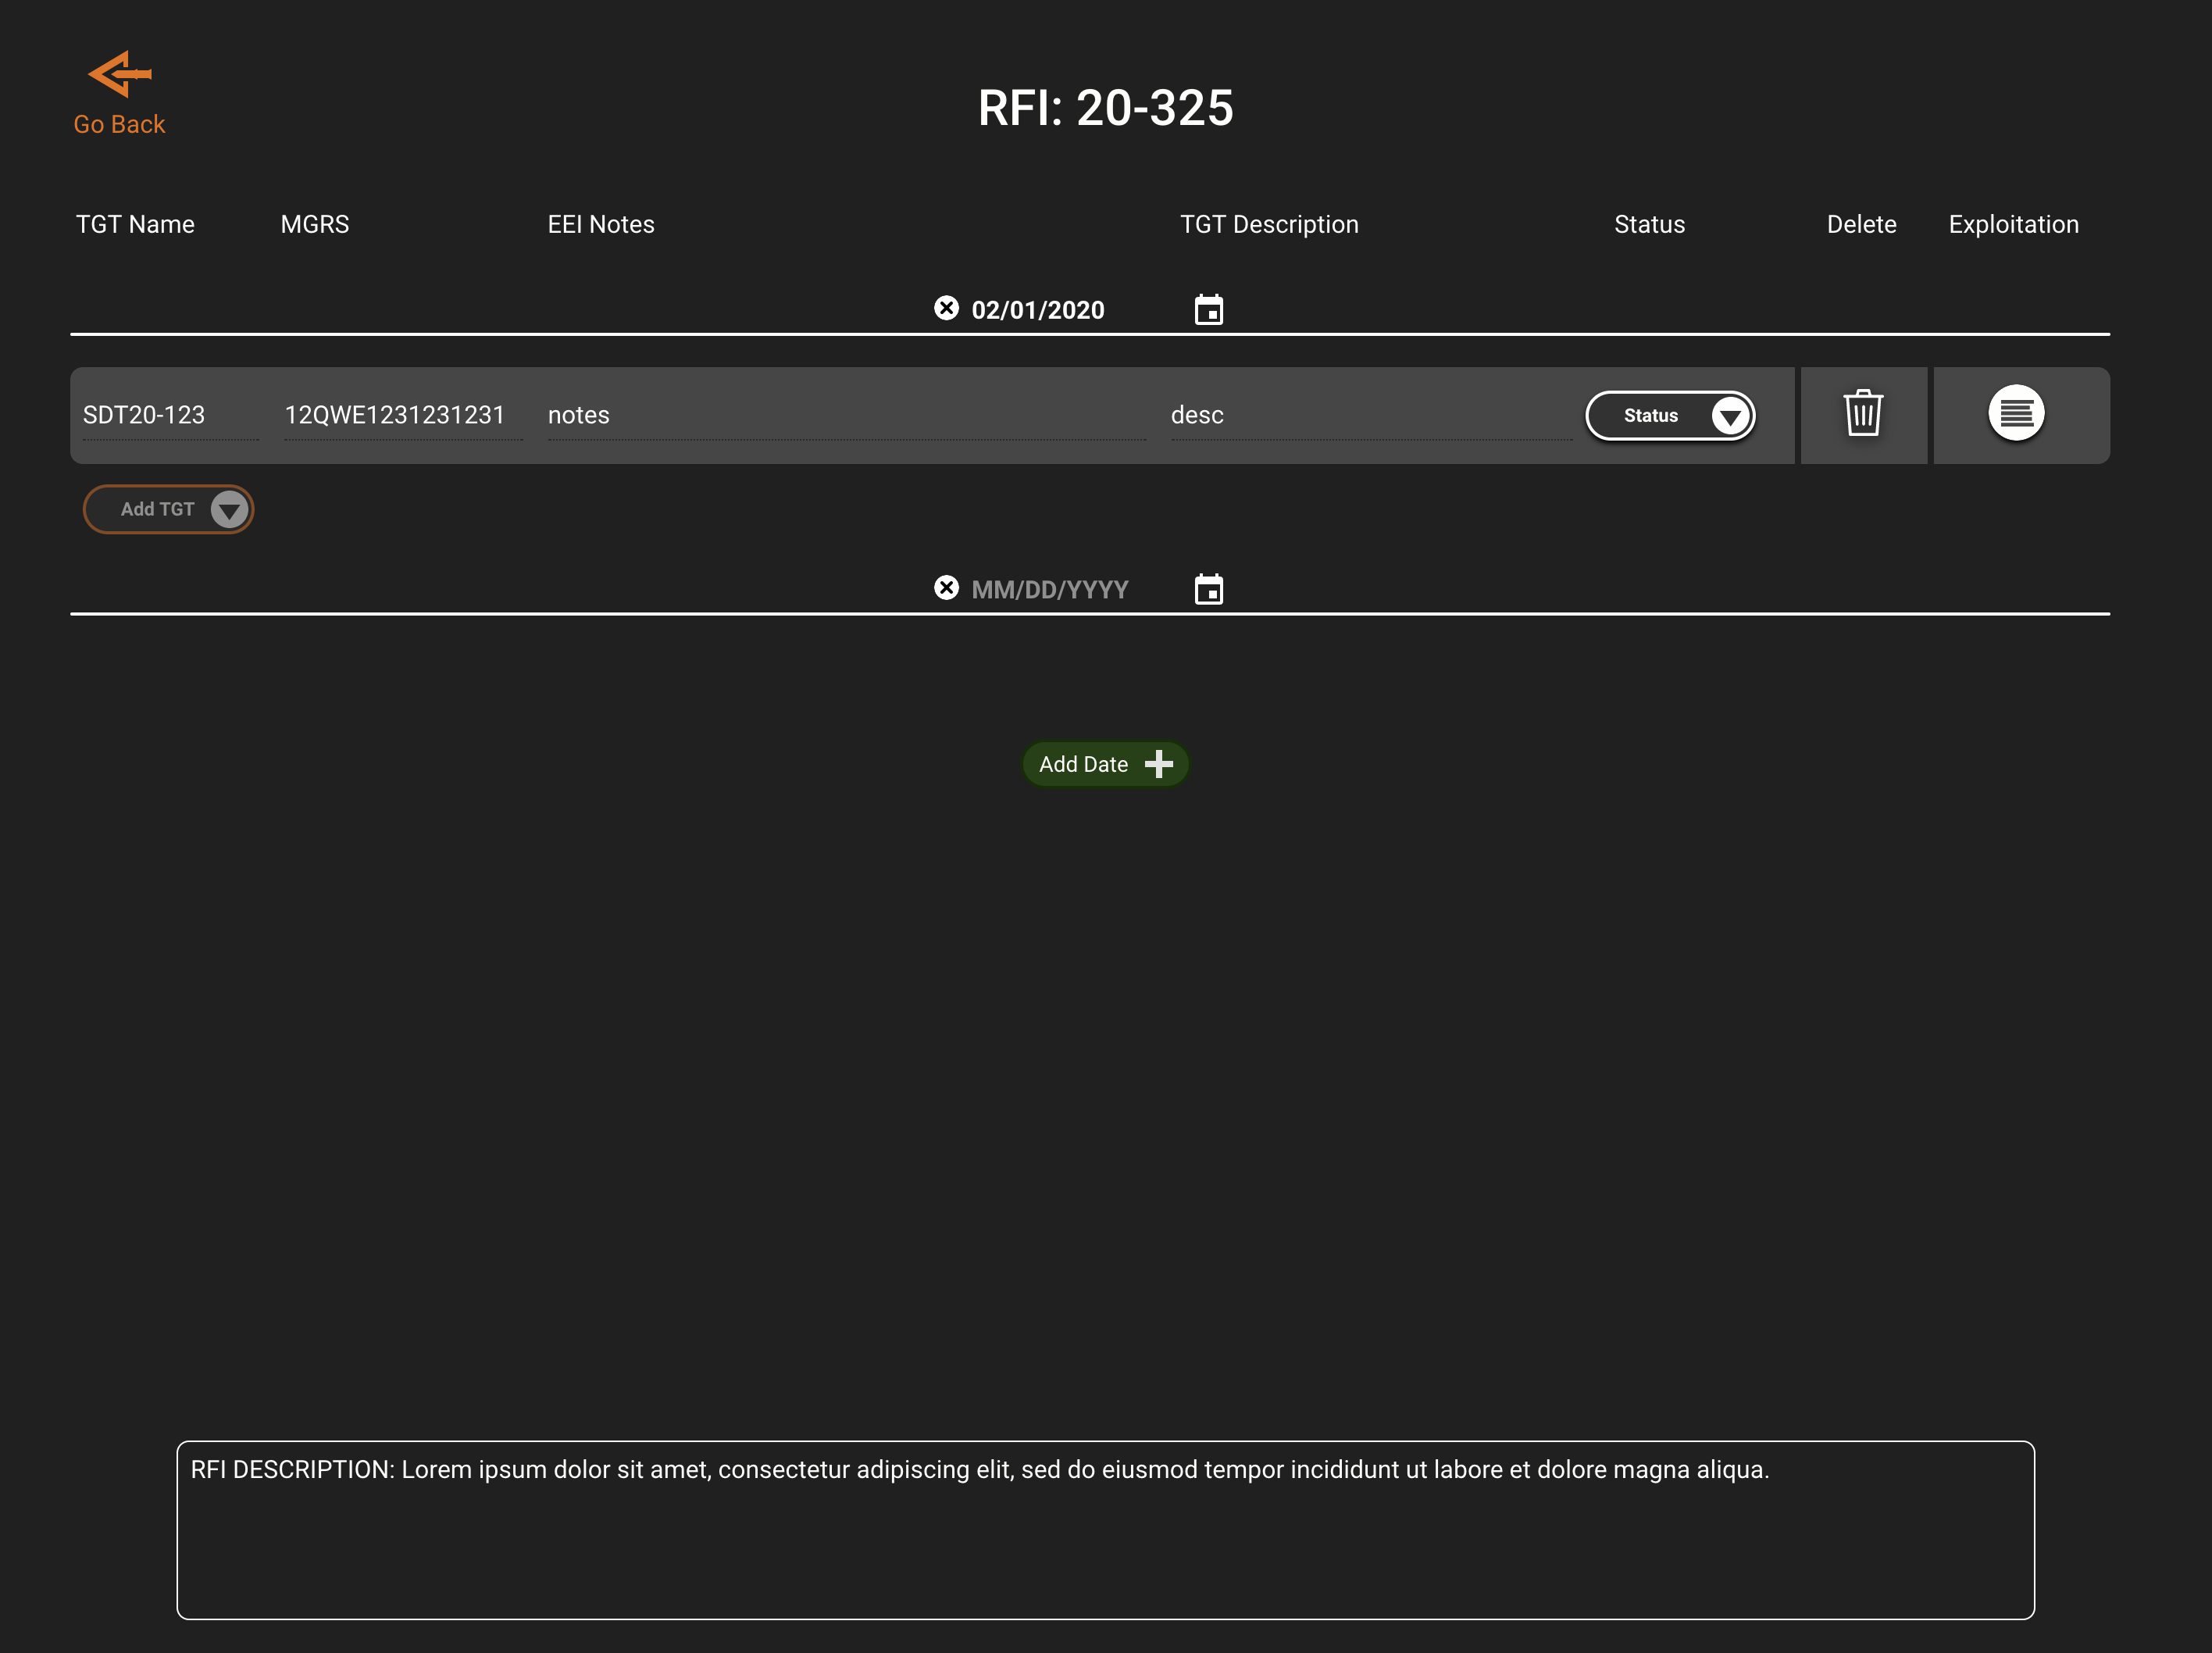 Go Back
RFI: 20-325
TGT Name MGRS EEI Notes TGT Description Status Delete Exploitation
02/01/2020
SDT20-123 12QWE1231231231 notes desc Status
Add TGT
MM/DD/YYYY
Add Date
RFI DESCRIPTION: Lorem ipsum dolor sit amet, consectetur adipiscing elit, sed do eiusmod tempor incididunt ut labore et dolore magna aliqua.